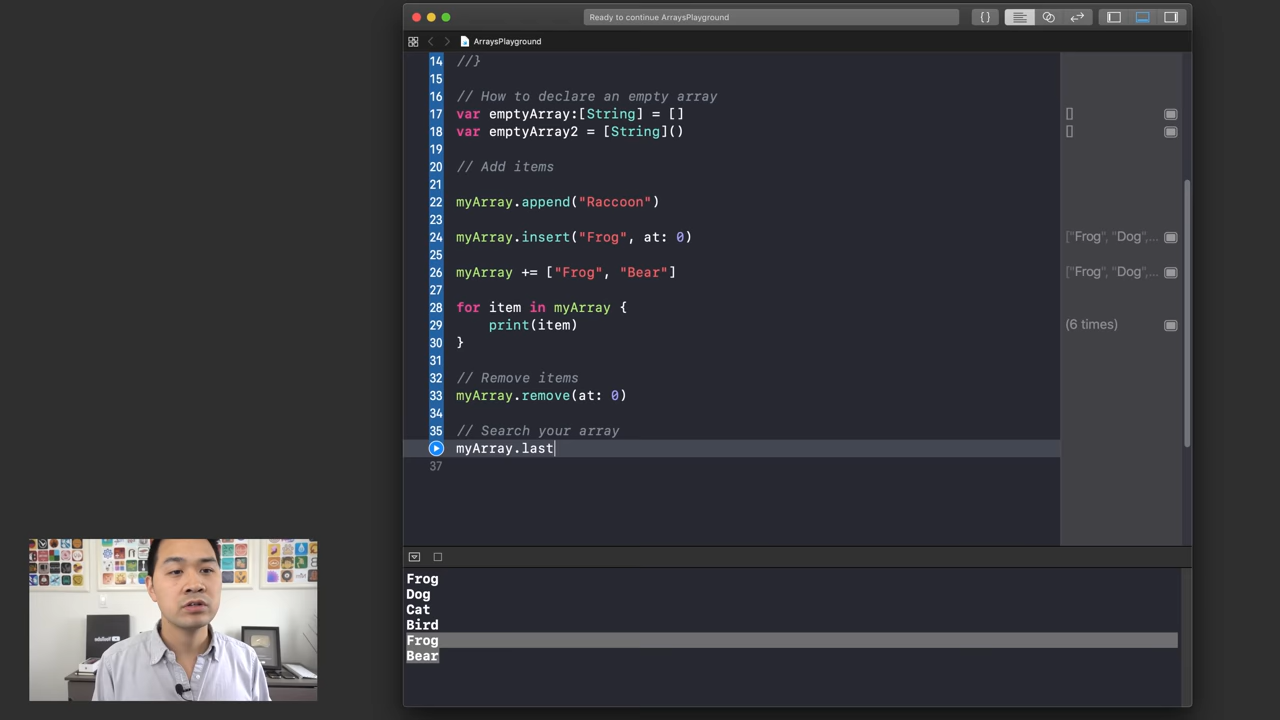 Ready to continue ArraysPlayground
ArraysPlayground
14 //}
15
16 // How to declare an empty array
17 var emptyArray:[String] = []
[]
18 var emptyArray2 = [String]()
[]
19
20 // Add items
21
22 myArray.append("Raccoon")
23
24 myArray.insert("Frog", at: 0)
["Frog", "Dog",...
25
26 myArray += ["Frog", "Bear"]
["Frog", "Dog",...
27
28 for item in myArray {
29 print(item)
(6 times)
30 }
31
32 // Remove items
33 myArray.remove(at: 0)
34
35 // Search your array
myArray.last
37
Frog
Dog
Cat
Bird
Frog
Bear